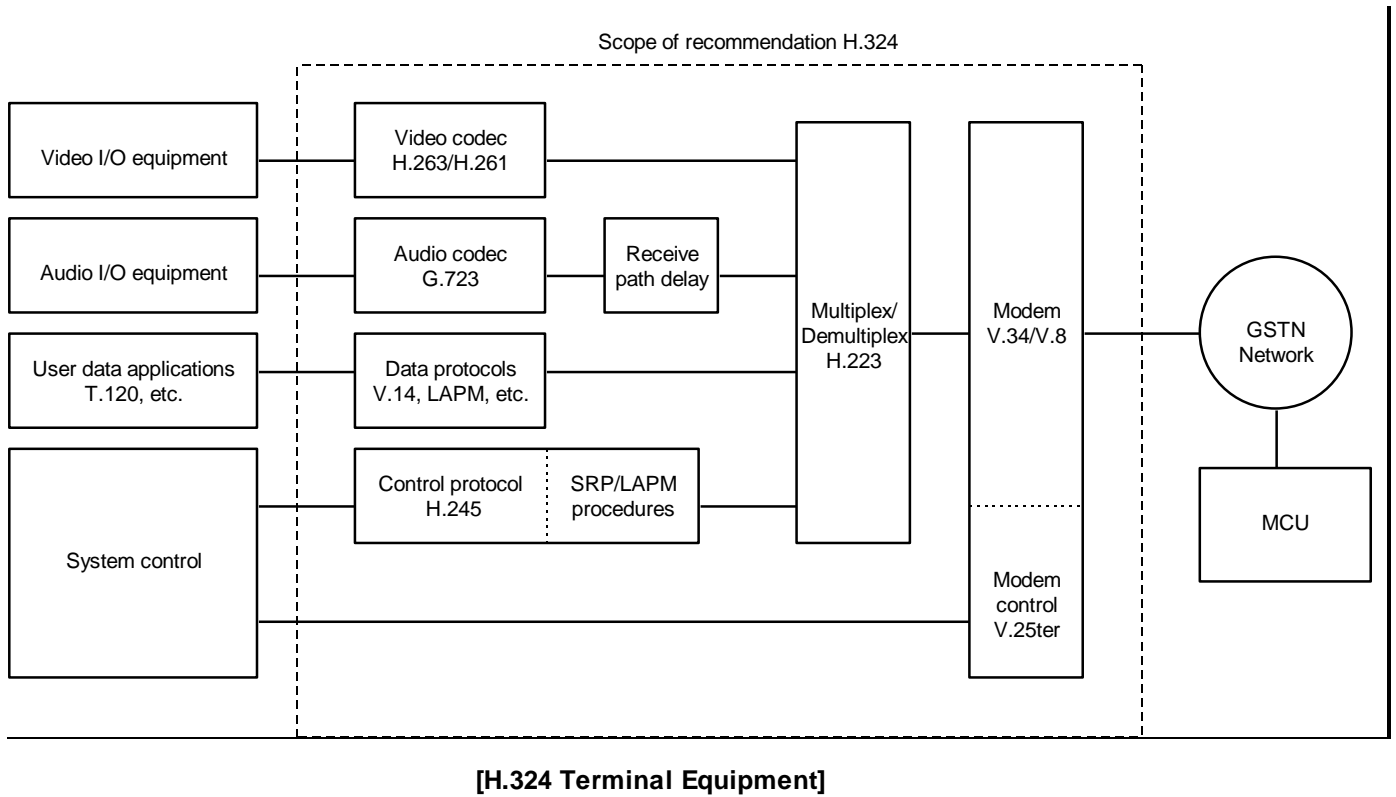 Scope of recommendation H.324
Video I/O equipment
Video codec
H.263/H.261
Audio I/O equipment
Audio codec
G.723
Receive
path delay
User data applications
T.120, etc.
Data protocols
V.14, LAPM, etc.
System control
Control protocol
H.245
SRP/LAPM
procedures
Multiplex/
Demultiplex
H.223
Modem
V.34/V.8
Modem
control
V.25ter
GSTN
Network
MCU
[H.324 Terminal Equipment]